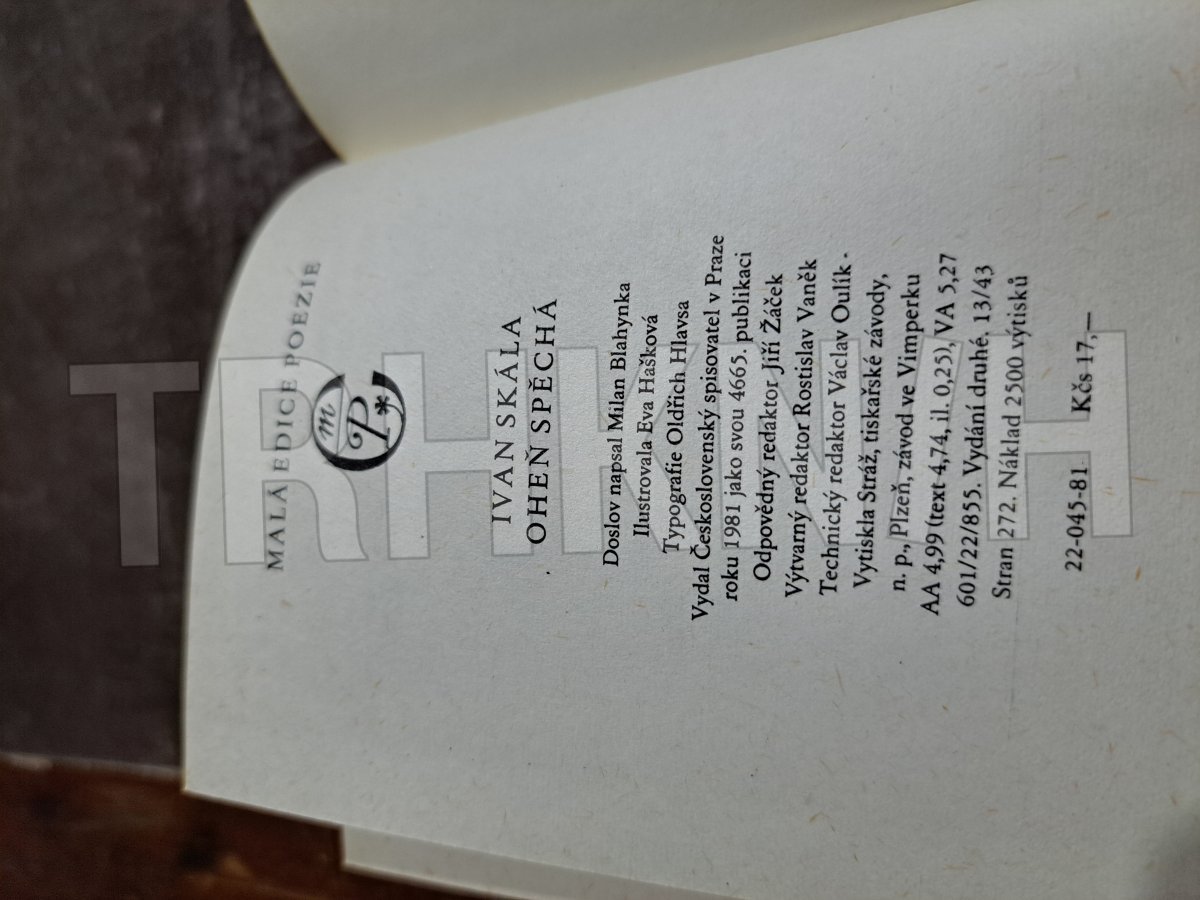 MALÁ EDICE POEZIE
m
P*
IVAN SKÁLA
OHEŇ SPĚCHÁ
Doslov napsal Milan Blahynka
Ilustrovala Eva Hašková
Typografie Oldřich Hlavsa
Vydal Československý spisovatel v Praze
roku 1981 jako svou 4665. publikaci
Odpovědný redaktor Jiří Žáček
Výtvarný redaktor Rostislav Vaněk
Technický redaktor Václav Oulík ·
Vytiskla Stráž, tiskařské závody,
n. p., Plzeň, závod ve Vimperku
AA 4,99 (text 4,74, il. 0,25), VA 5,27
601/22/855. Vydání druhé. 13/43
Stran 272. Náklad 2500 výtisků
22-045-81 Kčs 17,—